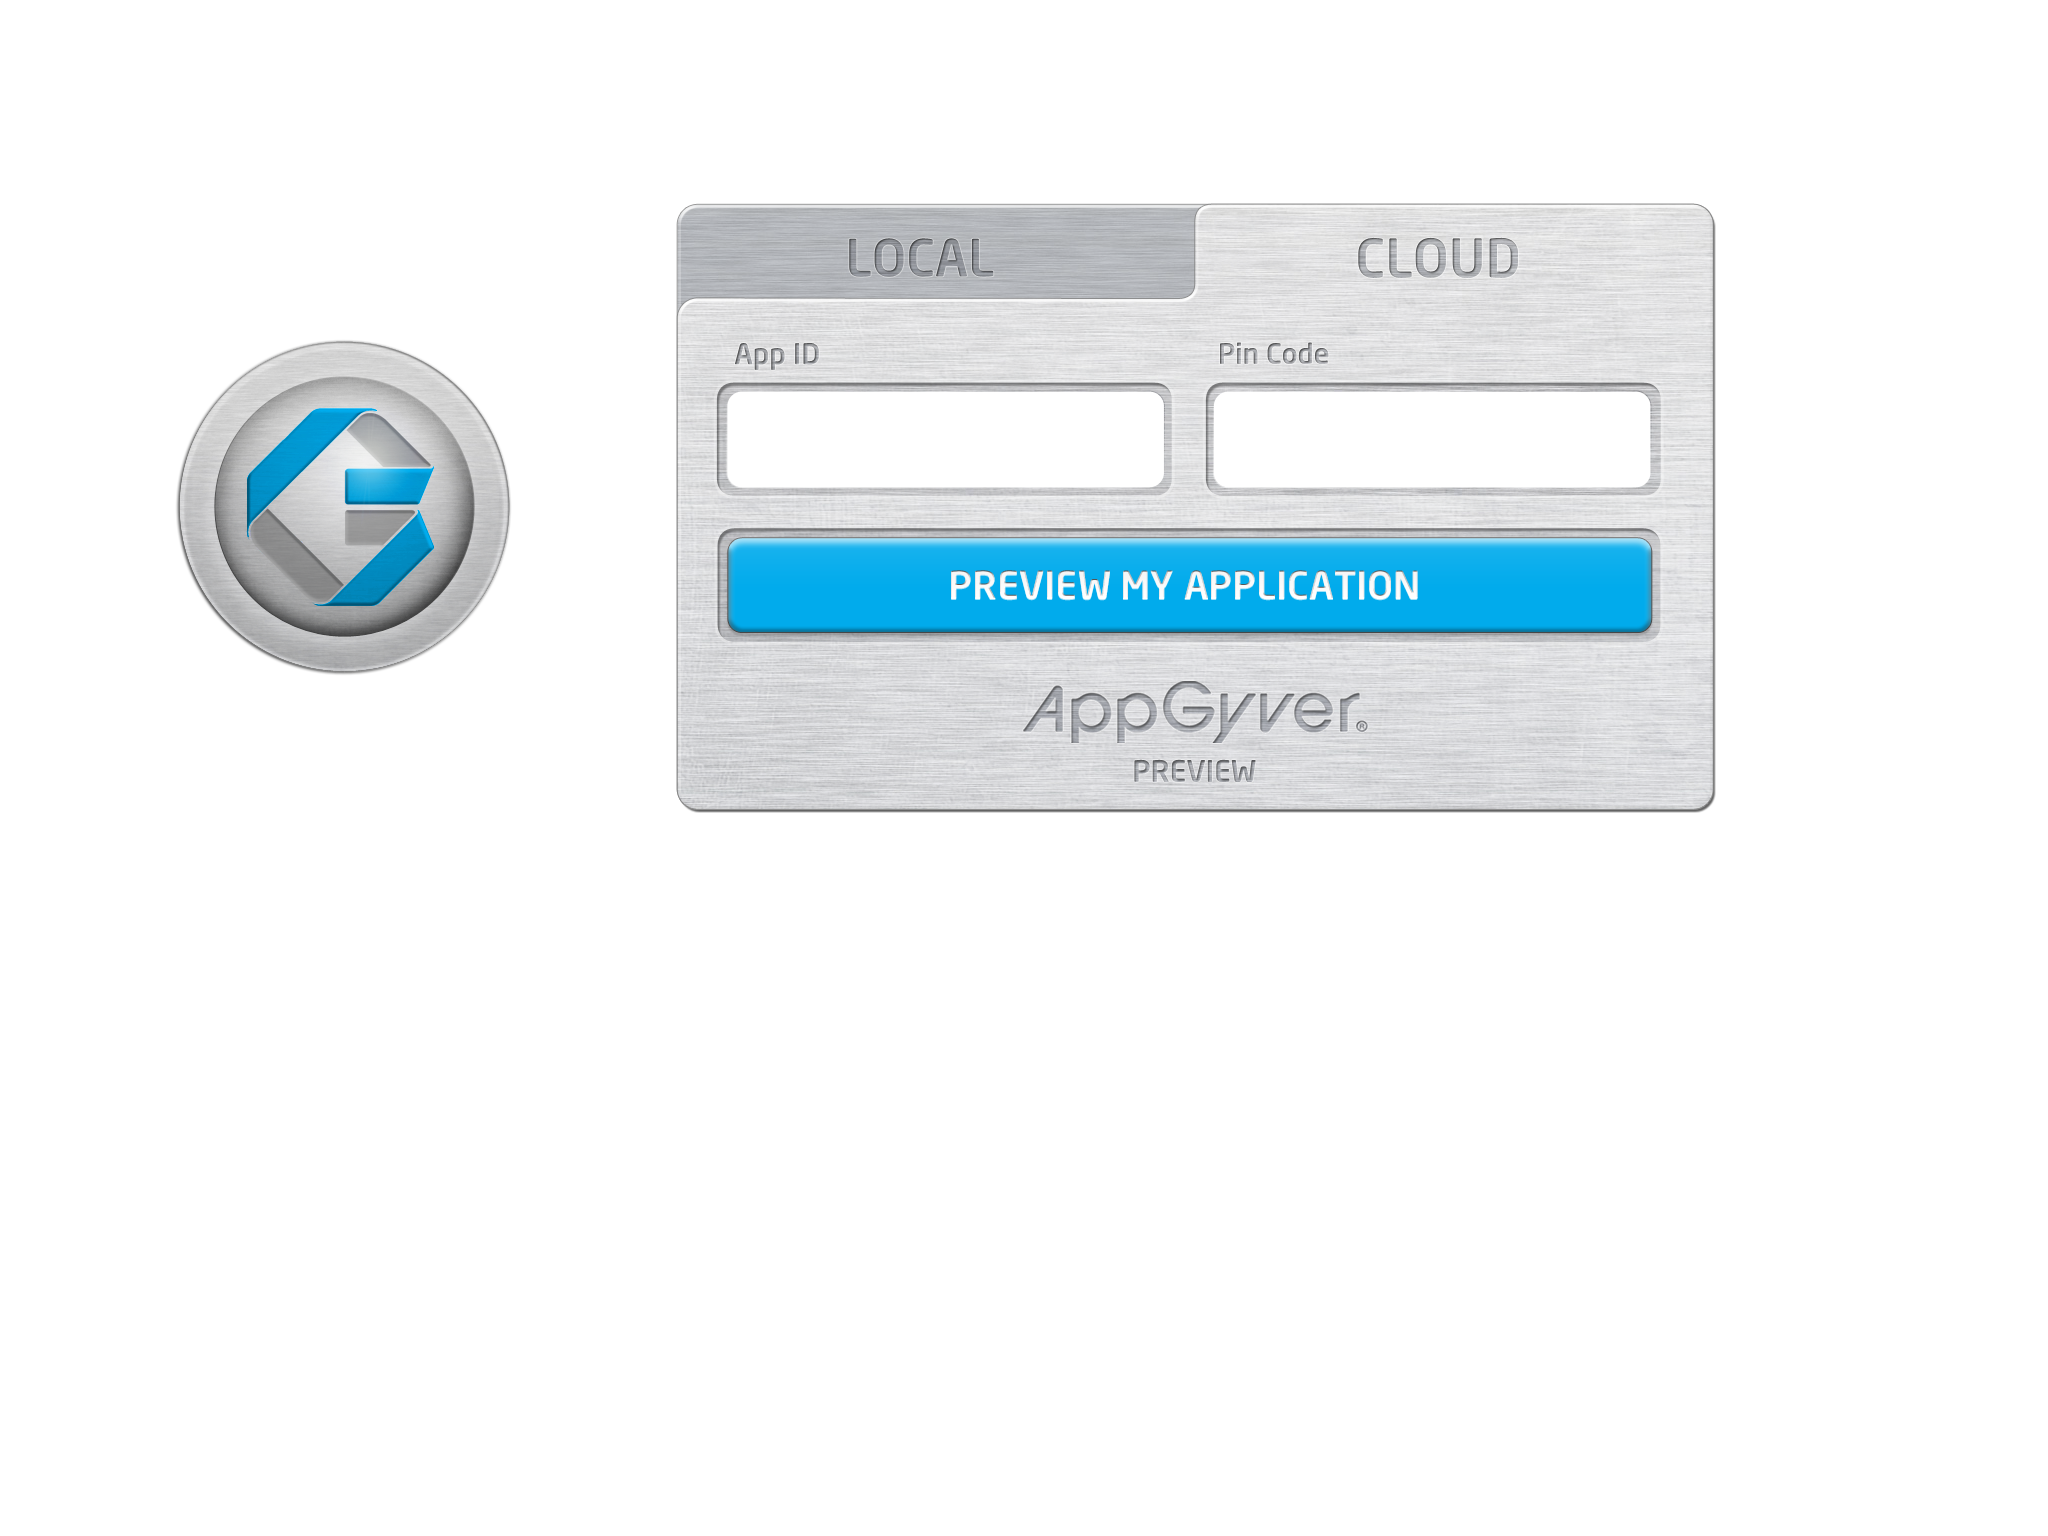 LOCAL CLOUD
App ID Pin Code
PREVIEW MY APPLICATION
AppGyver®
PREVIEW